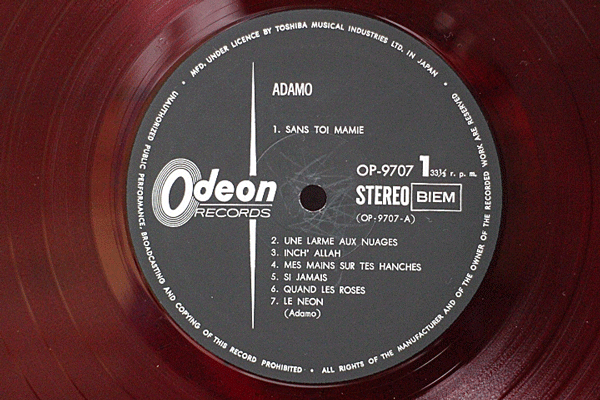 MFD. UNDER LICENCE BY TOSHIBA MUSICAL INDUSTRIES LTD. IN JAPAN
ADAMO
1. SANS TOI MAMIE
OP-9707 1 33⅓ r. p. m.
Odeon
RECORDS
STEREO BIEM
(OP-9707-A)
2. UNE LARME AUX NUAGES
3. INCH' ALLAH
4. MES MAINS SUR TES HANCHES
5. SI JAMAIS
6. QUAND LES ROSES
7. LE NEON
(Adamo)
UNAUTHORIZED PUBLIC PERFORMANCE, BROADCASTING AND COPYING OF THIS RECORD PROHIBITED • ALL RIGHTS OF THE MANUFACTURER AND OF THE OWNER OF THE RECORDED WORK ARE RESERVED